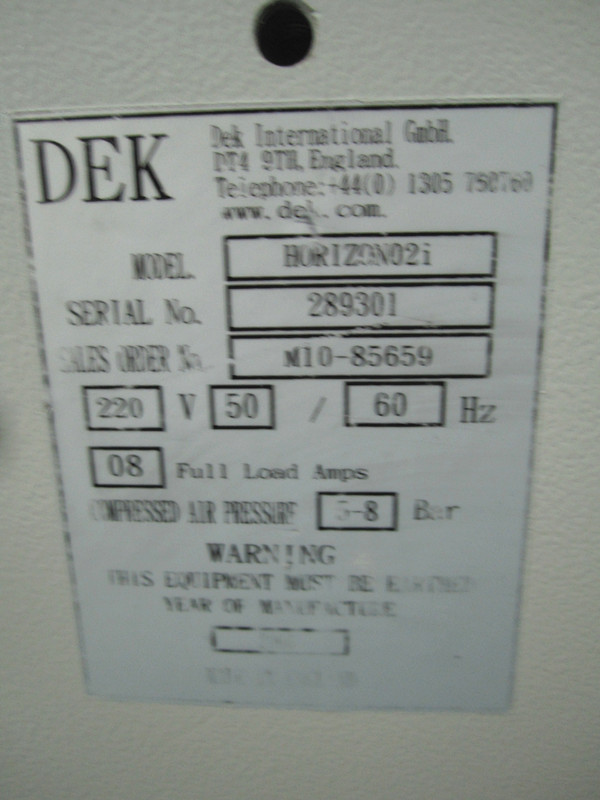 DEK
Dek International GmbH.
DT4 9TH, England.
Telephone:+44(0) 1305 760760
www.dek.com.
MODEL. HORIZON02i
SERIAL No. 289301
SALES ORDER No. M10-85659
220 V 50 / 60 Hz
08 Full Load Amps
COMPRESSED AIR PRESSURE 5-8 Bar
WARNING
THIS EQUIPMENT MUST BE EARTHED
YEAR OF MANUFACTURE